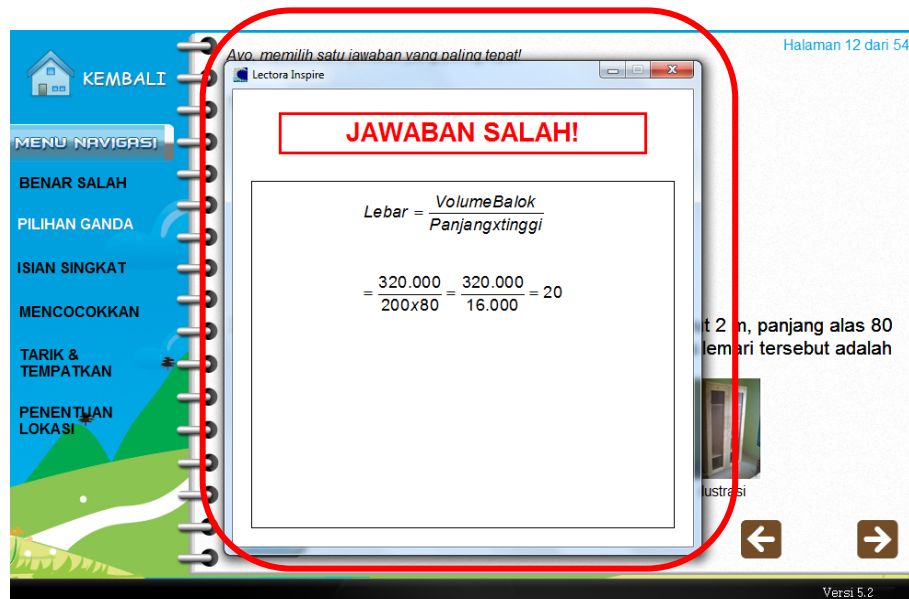 Halaman 12 dari 54
KEMBALI
MENU NAVIGASI
BENAR SALAH
PILIHAN GANDA
ISIAN SINGKAT
MENCOCOKKAN
TARIK &
TEMPATKAN
PENENTUAN
LOKASI
Ayo, memilih satu jawaban yang paling tepat!
Lectora Inspire
JAWABAN SALAH!
Lebar = VolumeBalok / Panjangxtinggi
= 320.000 / 200x80 = 320.000 / 16.000 = 20
t 2 m, panjang alas 80
lemari tersebut adalah
lustrasi
Versi 5.2